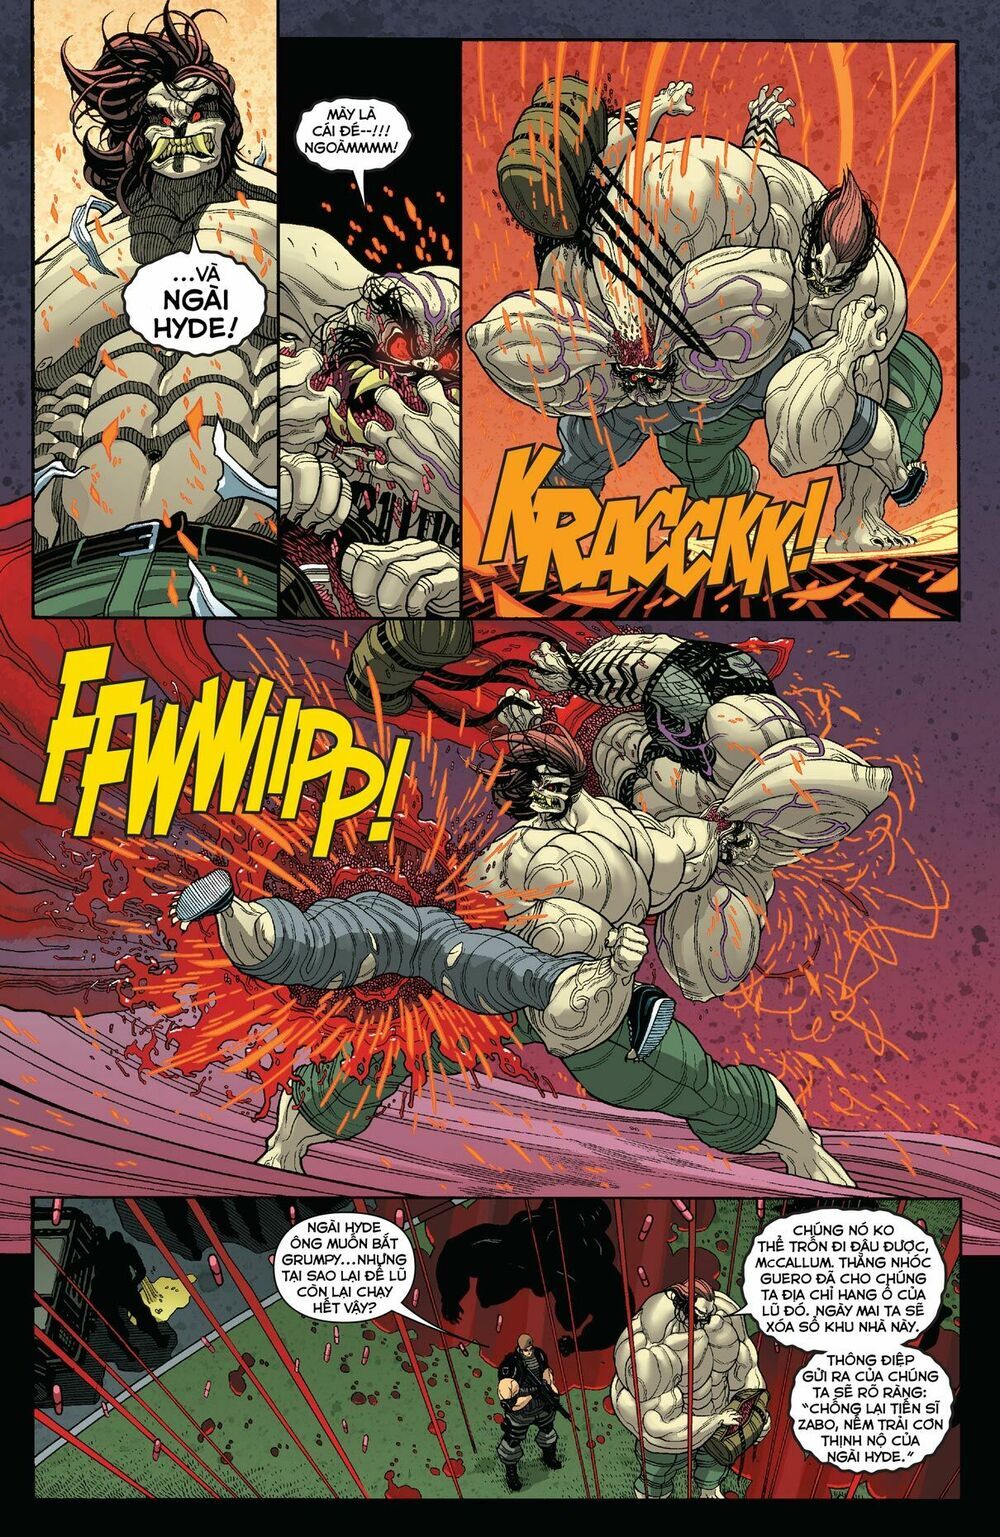 ...VÀ
NGÀI
HYDE!
MÀY LÀ
CÁI ĐÉ--!!!
NGOÀMMMM!
KRACCKK!
FFWWIIPP!
NGÀI HYDE
ÔNG MUỐN BẮT
GRUMPY...NHƯNG
TẠI SAO LẠI ĐỂ LŨ
CÒN LẠI CHẠY
HẾT VẬY?
CHÚNG NÓ KO
THỂ TRỐN ĐI ĐÂU ĐƯỢC,
MCCALLUM. THẰNG NHÓC
GUERO ĐÃ CHO CHÚNG
TA ĐỊA CHỈ HANG Ổ CỦA
LŨ ĐÓ. NGÀY MAI TA SẼ
XÓA SỔ KHU NHÀ NÀY.
THÔNG ĐIỆP
GỬI RA CỦA CHÚNG
TA SẼ RÕ RÀNG:
"CHỐNG LẠI TIẾN SĨ
ZABO, NẾM TRẢI CƠN
THỊNH NỘ CỦA
NGÀI HYDE."